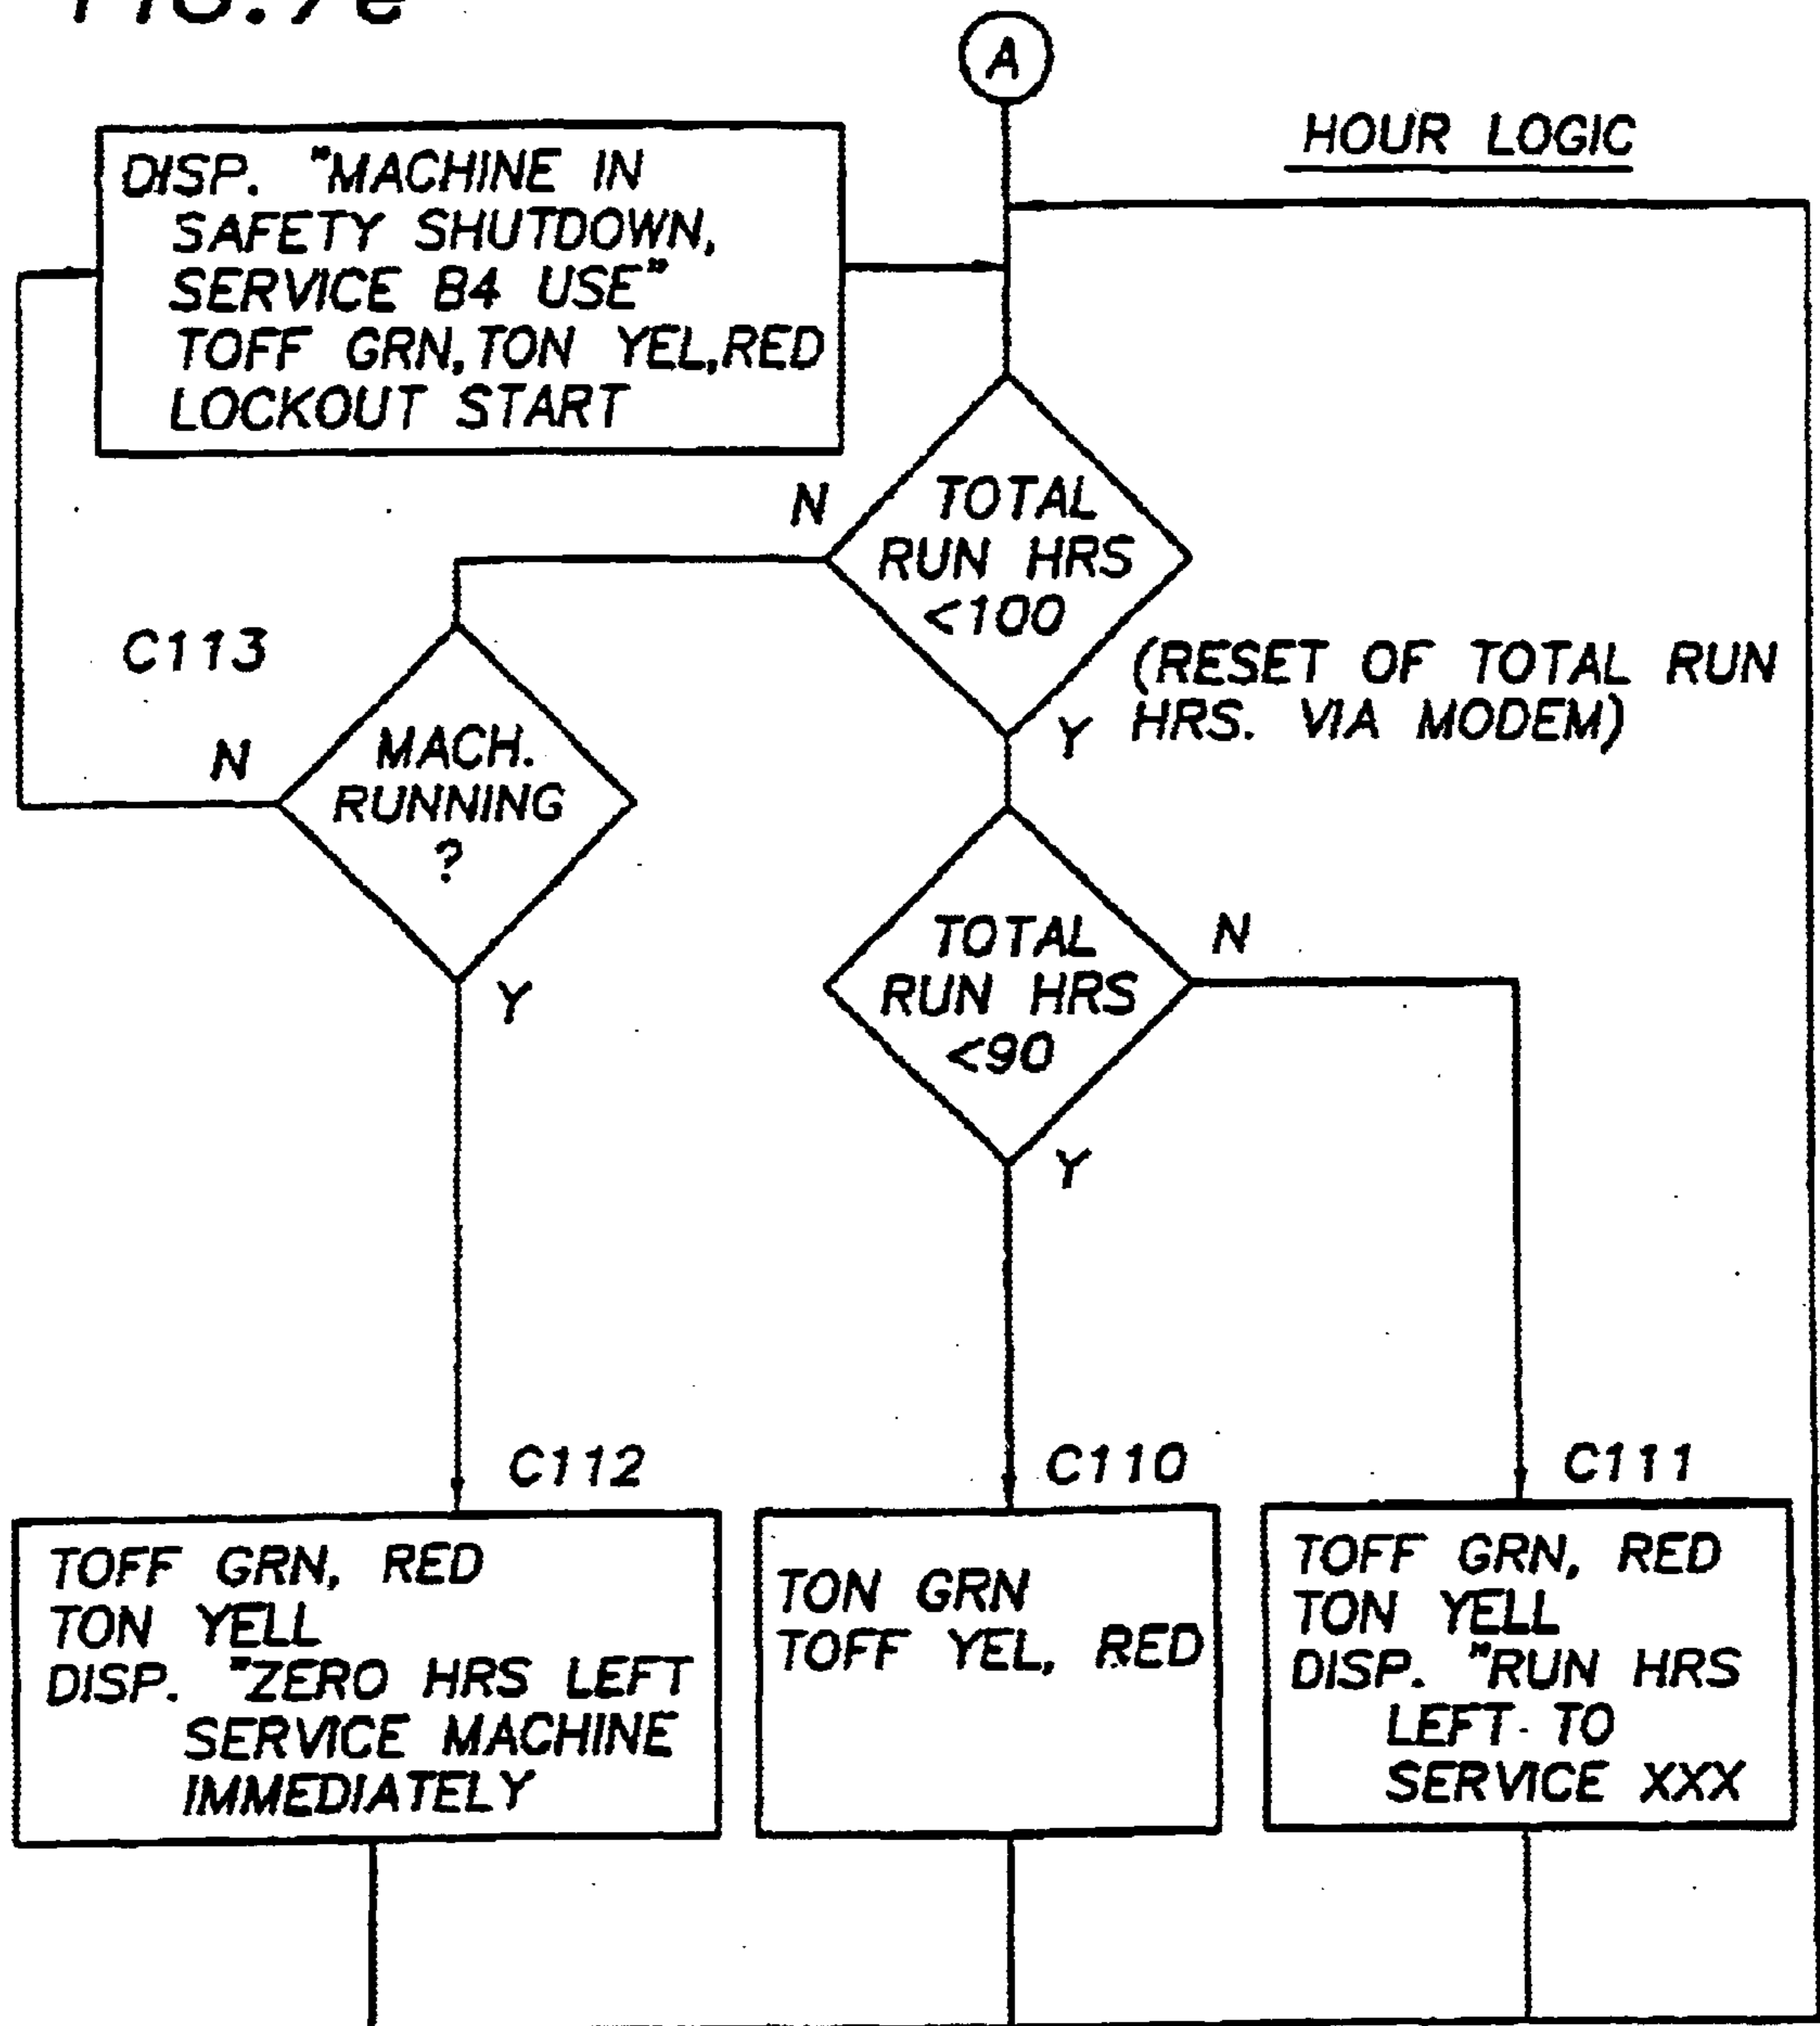 FIG. 7e
A
HOUR LOGIC
DISP. "MACHINE IN
SAFETY SHUTDOWN,
SERVICE B4 USE"
TOFF GRN, TON YEL, RED
LOCKOUT START
N
TOTAL
RUN HRS
<100
(RESET OF TOTAL RUN
HRS. VIA MODEM)
Y
C113
N
MACH.
RUNNING
?
Y
TOTAL
RUN HRS
<90
N
Y
C112
TOFF GRN, RED
TON YELL
DISP. "ZERO HRS LEFT
SERVICE MACHINE
IMMEDIATELY
C110
TON GRN
TOFF YEL, RED
C111
TOFF GRN, RED
TON YELL
DISP. "RUN HRS
LEFT TO
SERVICE XXX